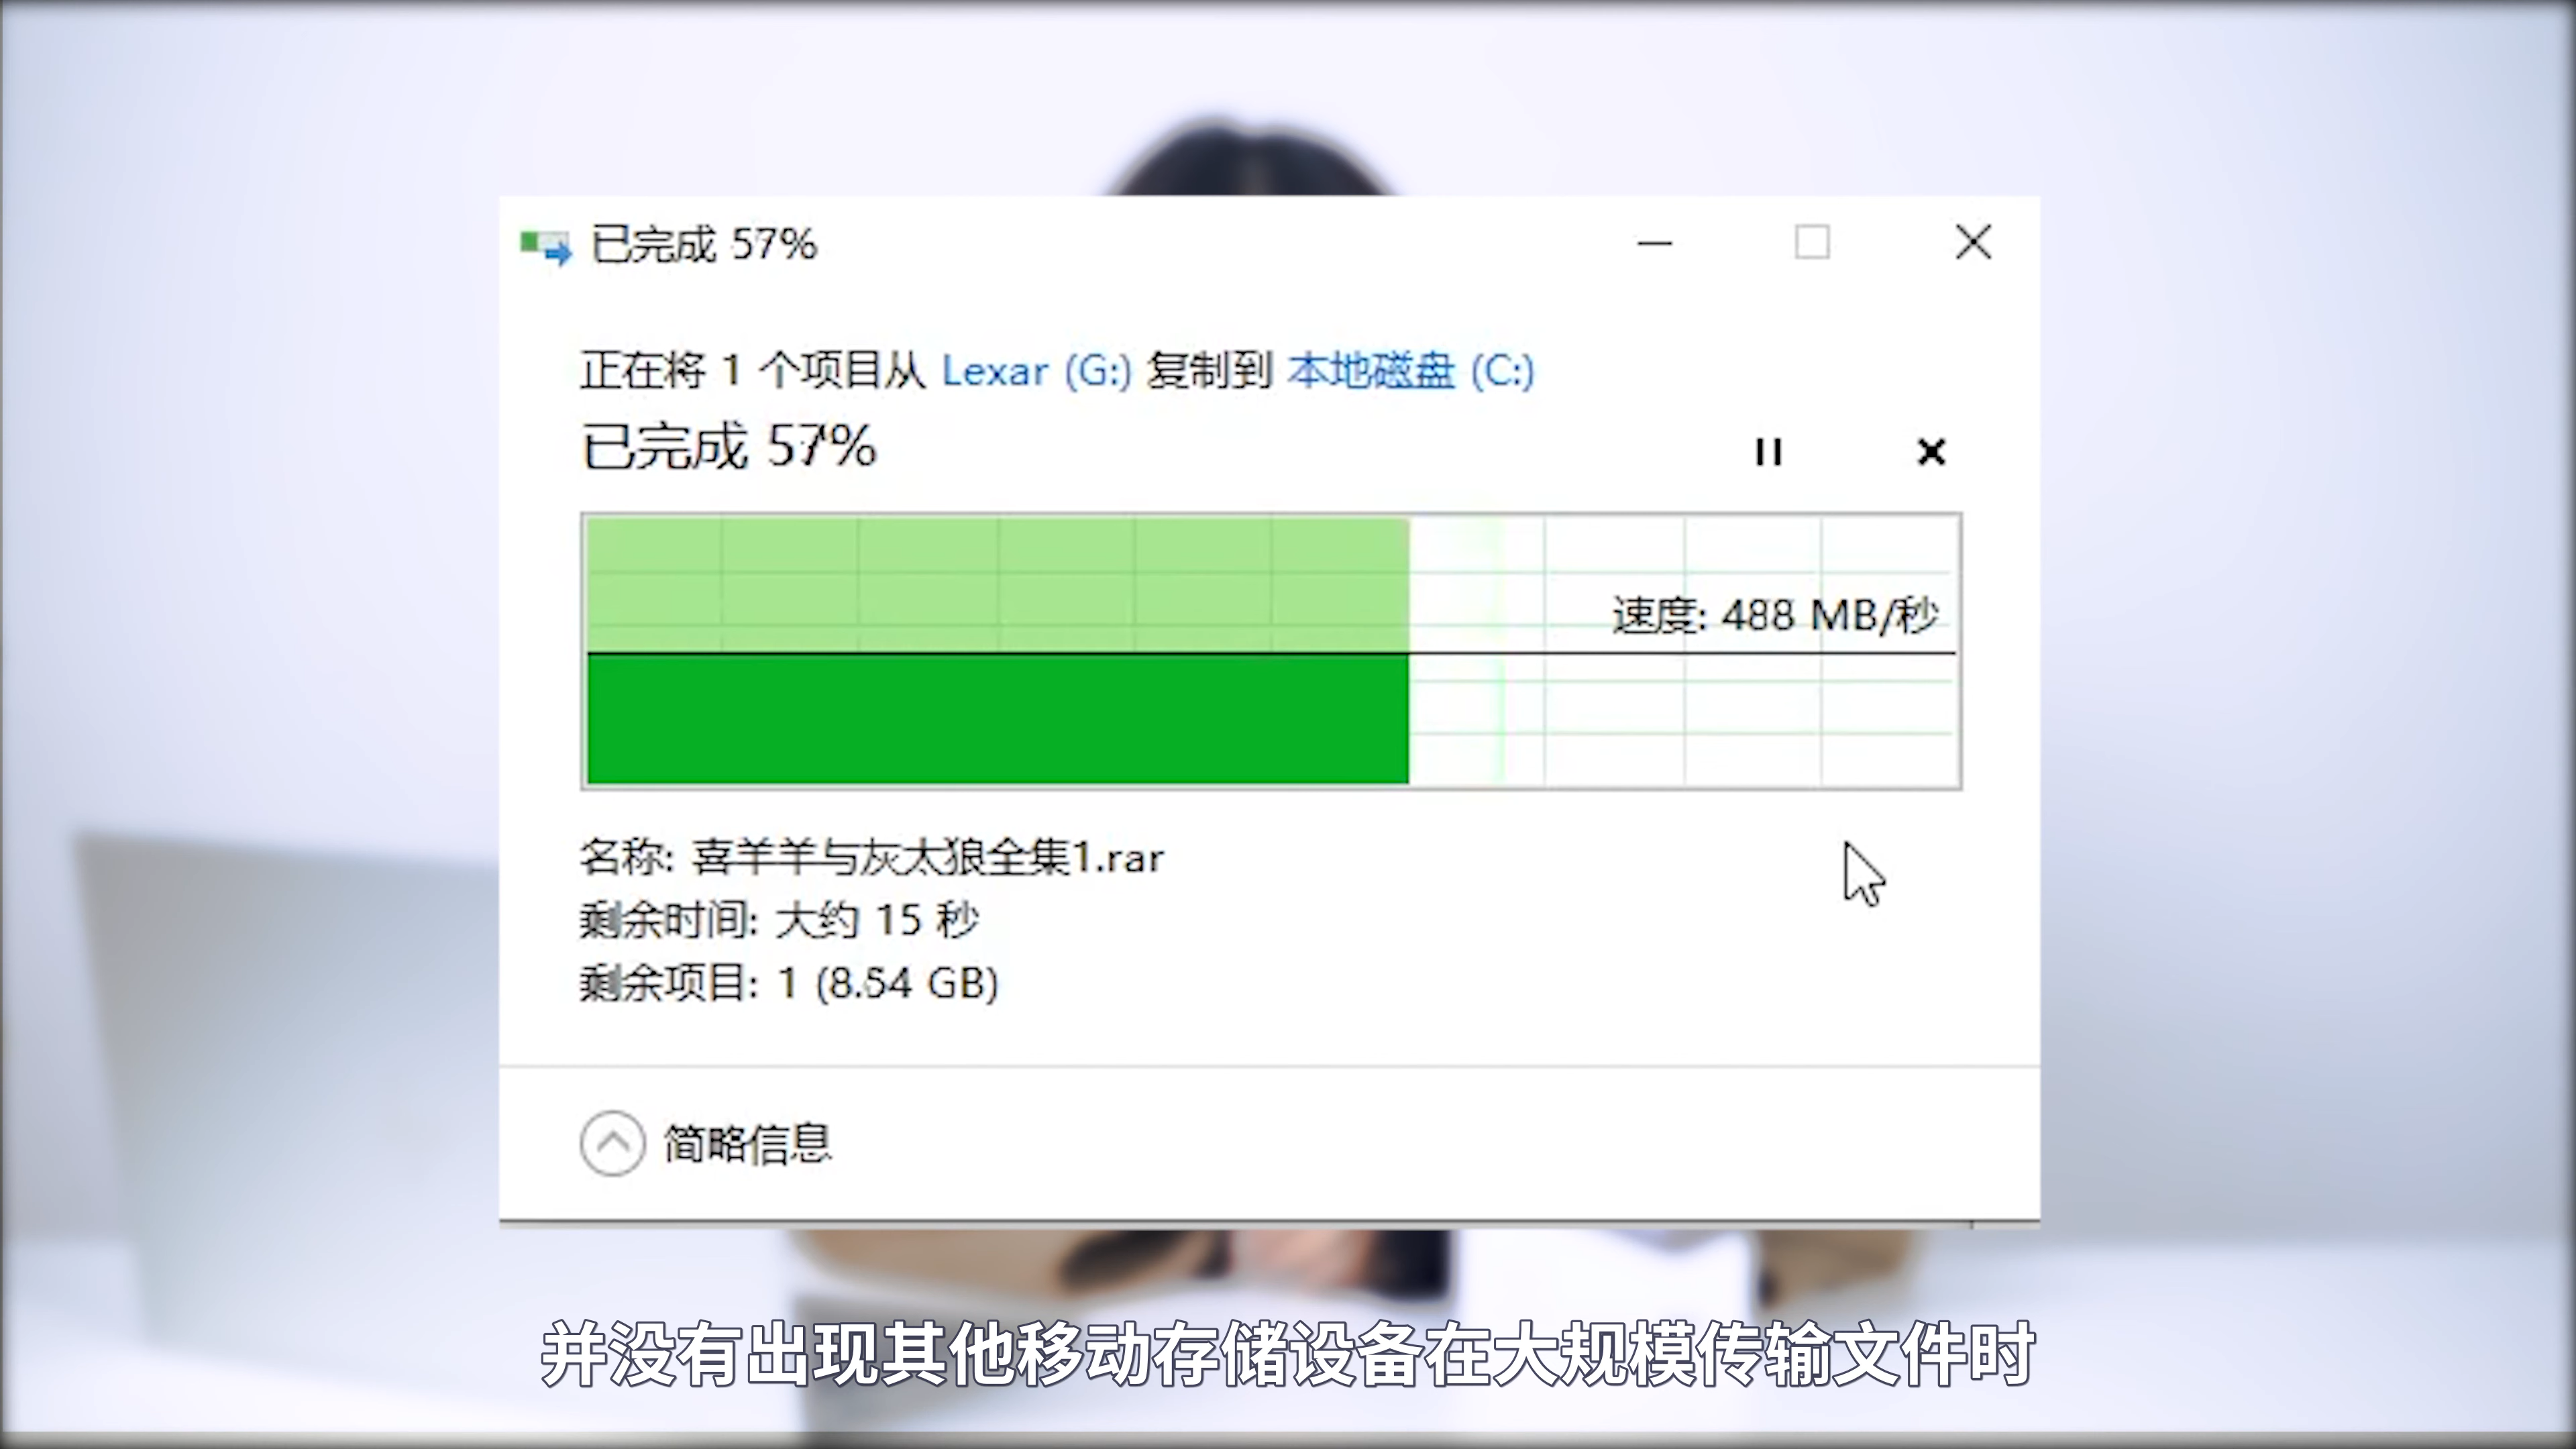 已完成 57%
正在将 1 个项目从 Lexar (G:) 复制到 本地磁盘 (C:)
已完成 57%
速度: 488 MB/秒
名称: 喜羊羊与灰太狼全集1.rar
剩余时间: 大约 15 秒
剩余项目: 1 (8.54 GB)
简略信息
并没有出现其他移动存储设备在大规模传输文件时